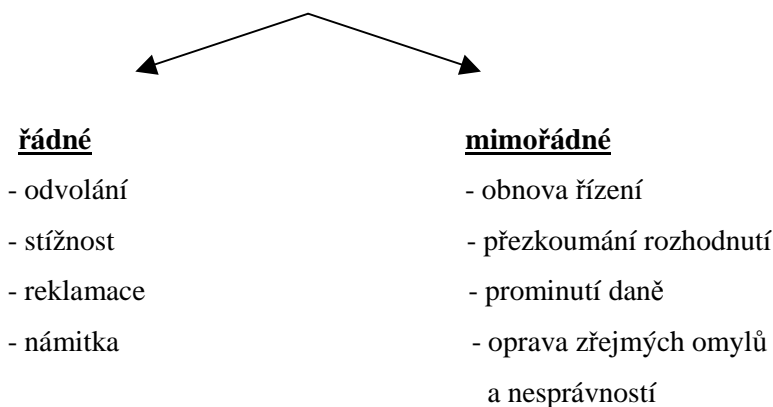 řádné
- odvolání
- stížnost
- reklamace
- námitka
mimořádné
- obnova řízení
- přezkoumání rozhodnutí
- prominutí daně
- oprava zřejmých omylů
a nesprávností